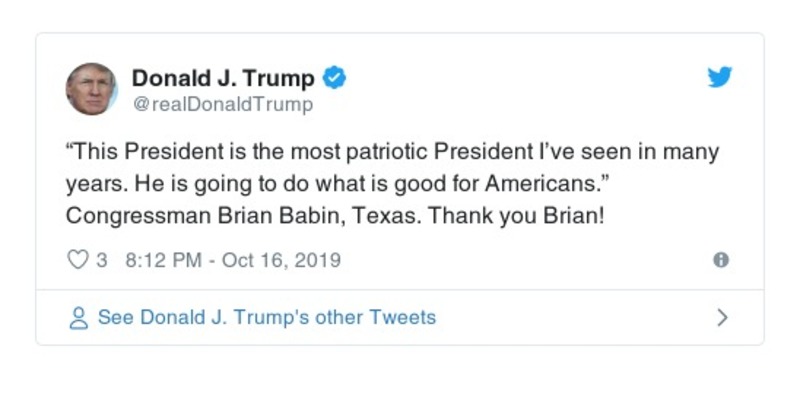 Donald J. Trump
@realDonaldTrump
“This President is the most patriotic President I’ve seen in many
years. He is going to do what is good for Americans.”
Congressman Brian Babin, Texas. Thank you Brian!
3 8:12 PM - Oct 16, 2019
See Donald J. Trump's other Tweets